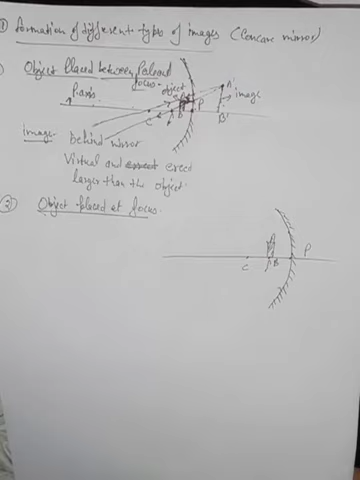 ① formation of different types of images (concave mirror)
Object placed between Pole and
focus.
P.axis
object
A'
image
C
F
B
P
B'
image behind mirror
Virtual and erect
larger than the object.
② Object placed at focus.
C
B
P